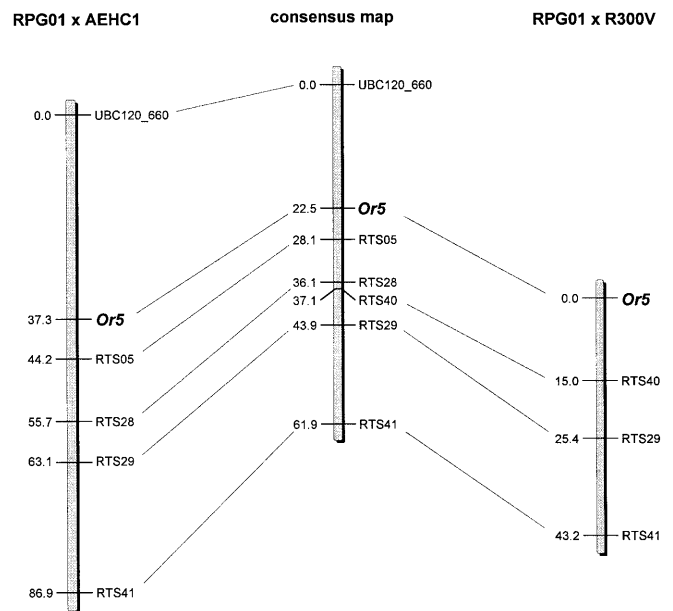 RPG01 x AEHC1
0.0 UBC120_660
37.3 Or5
44.2 RTS05
55.7 RTS28
63.1 RTS29
86.9 RTS41
consensus map
0.0 UBC120_660
22.5 Or5
28.1 RTS05
36.1 RTS28
37.1 RTS40
43.9 RTS29
61.9 RTS41
RPG01 x R300V
0.0 Or5
15.0 RTS40
25.4 RTS29
43.2 RTS41